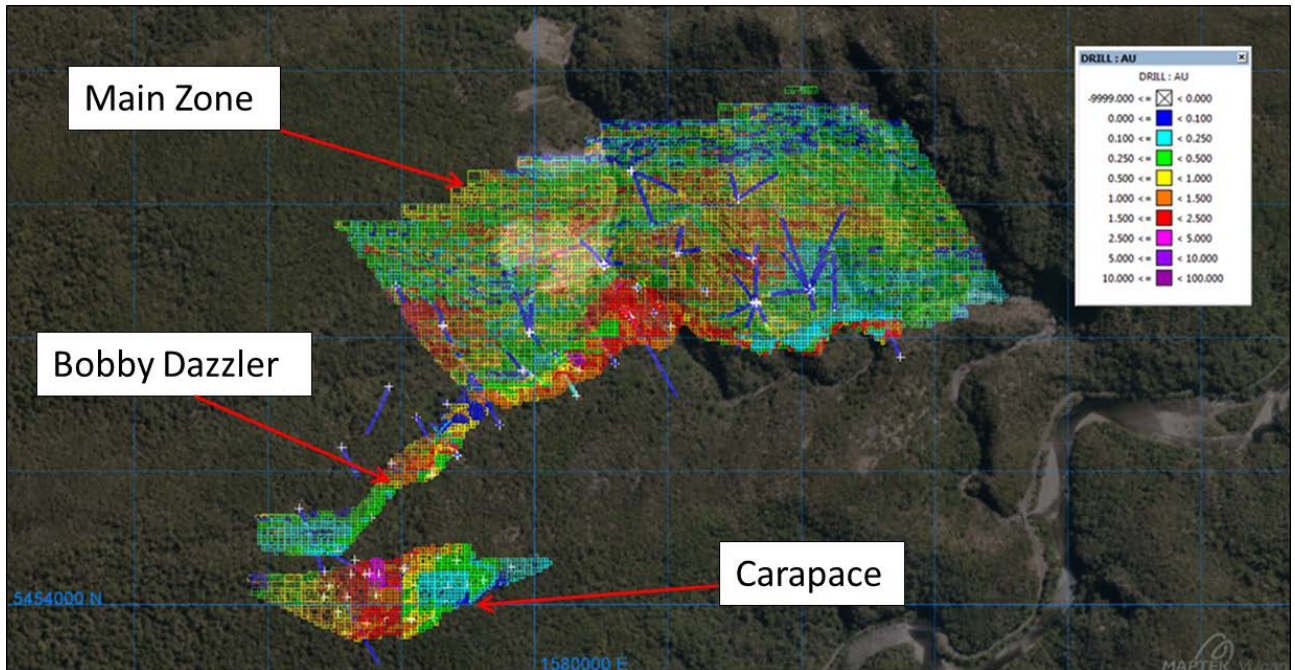 Main Zone
Bobby Dazzler
Carapace
DRILL : AU
DRILL : AU
-9999.000 <= < 0.000
0.000 <= < 0.100
0.100 <= < 0.250
0.250 <= < 0.500
0.500 <= < 1.000
1.000 <= < 1.500
1.500 <= < 2.500
2.500 <= < 5.000
5.000 <= < 10.000
10.000 <= < 100.000
5454000 N
1580000 E
MAPTEK